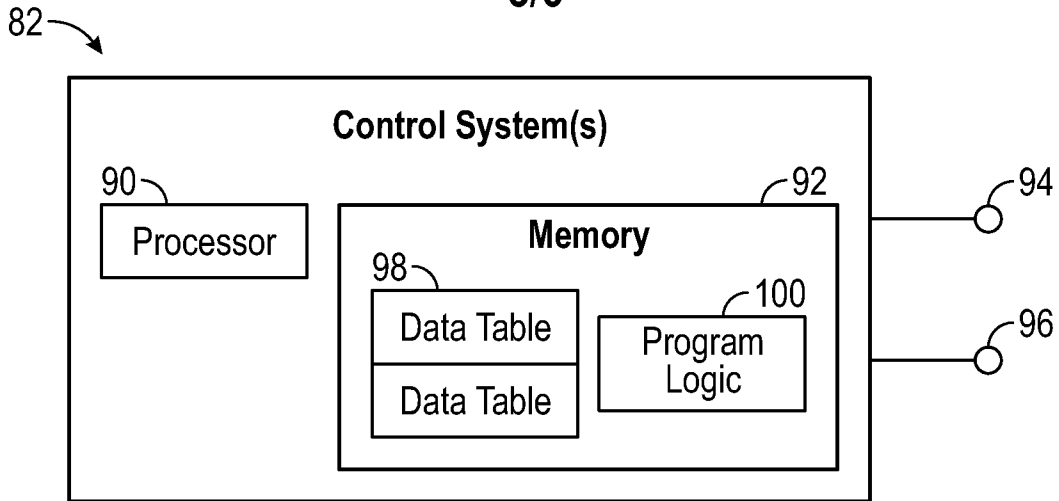 82
Control System(s)
90
92
94
Processor
Memory
98
100
Data Table
Program
Logic
96
Data Table